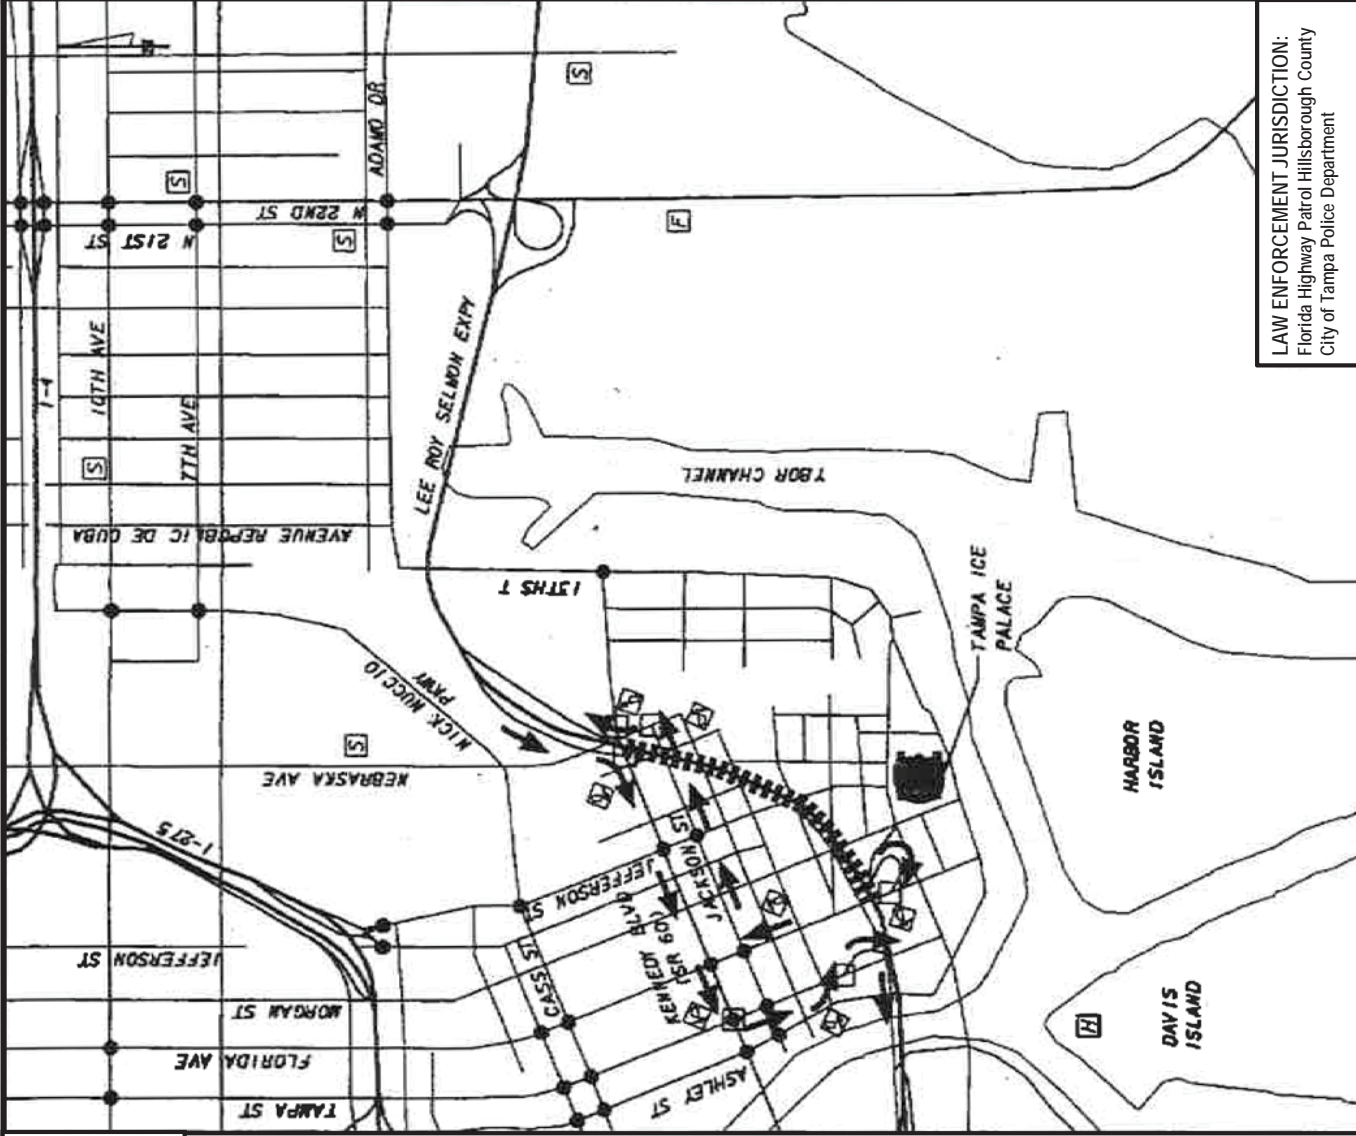 LAW ENFORCEMENT JURISDICTION:
Florida Highway Patrol Hillsborough County
City of Tampa Police Department
I-4
10TH AVE
7TH AVE
ADAMO DR
N 22ND ST
N 21ST ST
S
S
S
S
S
F
H
LEE ROY SELMON EXPY
AVENUE REPUBLIC DE CUBA
YBOR CHANNEL
13THS T
NICK NUCCIO
PKWY
NEBRASKA AVE
I-275
JEFFERSON ST
JEFFERSON ST
MORGAN ST
FLORIDA AVE
TAMPA ST
CASS ST
KENNEDY BLVD
(SR 60)
JACKSON ST
ASHLEY ST
TAMPA ICE
PALACE
HARBOR
ISLAND
DAVIS
ISLAND